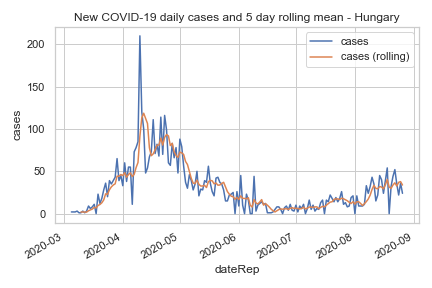 New COVID-19 daily cases and 5 day rolling mean - Hungary
cases
cases (rolling)
200
150
100
50
0
cases
2020-03
2020-04
2020-05
2020-06
2020-07
2020-08
2020-09
dateRep